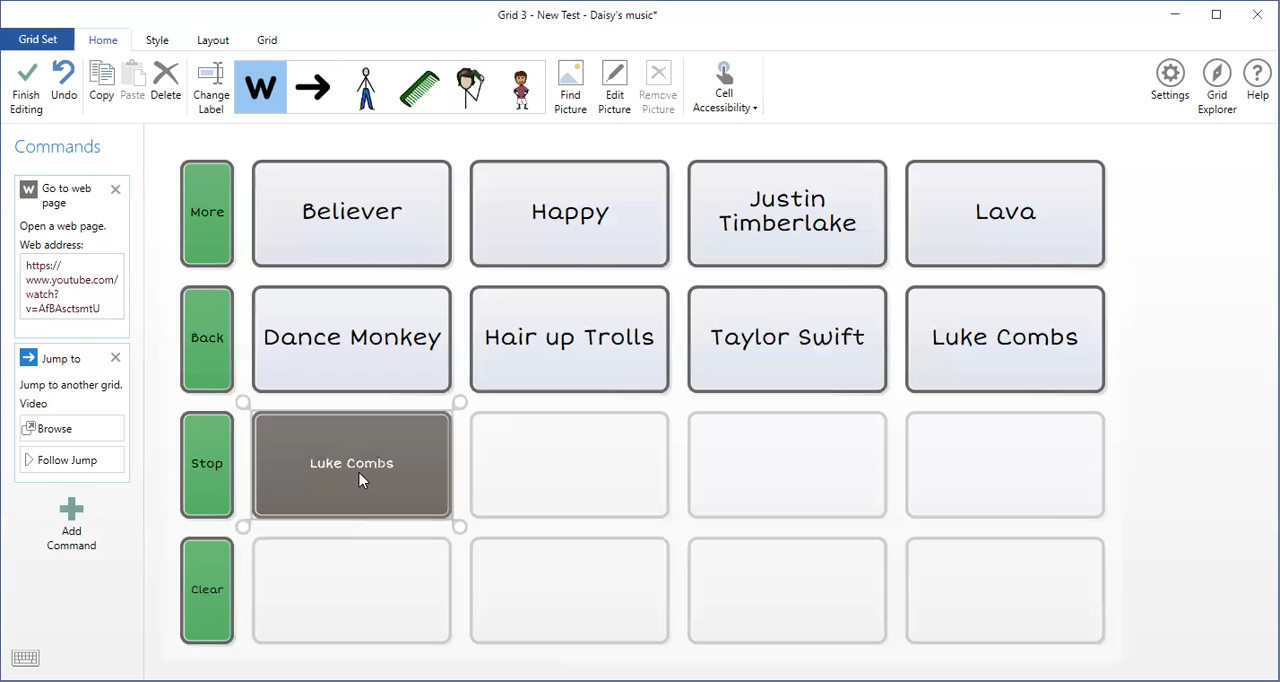 Grid 3 - New Test - Daisy's music*
Grid Set
Home
Style
Layout
Grid
Finish
Editing
Undo
Copy
Paste
Delete
Change
Label
W
Find
Picture
Edit
Picture
Remove
Picture
Cell
Accessibility
Settings
Grid
Explorer
Help
Commands
W
Go to web
page
Open a web page.
Web address:
https://
www.youtube.com/
watch?
v=AfBAsctsmtU
Jump to
Jump to another grid.
Video
Browse
Follow Jump
Add
Command
More
Believer
Happy
Justin
Timberlake
Lava
Back
Dance Monkey
Hair up Trolls
Taylor Swift
Luke Combs
Stop
Luke Combs
Clear